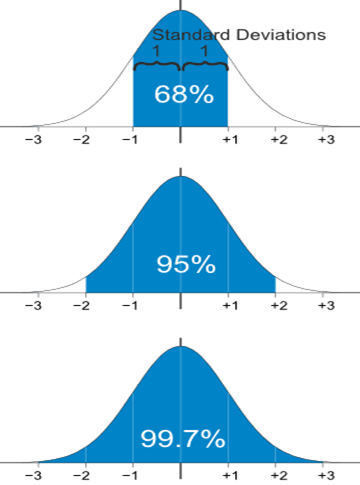 Standard Deviations
1 1
68%
−3 −2 −1 +1 +2 +3
95%
−3 −2 −1 +1 +2 +3
99.7%
−3 −2 −1 +1 +2 +3